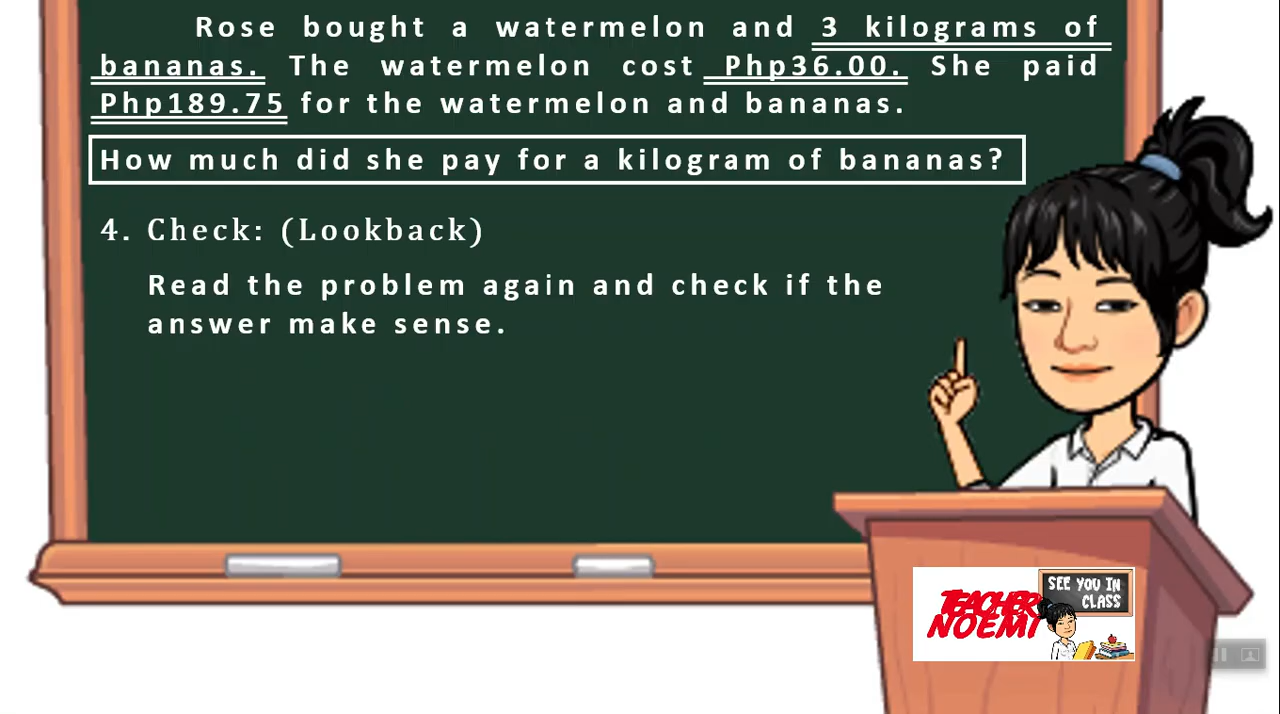 Rose bought a watermelon and 3 kilograms of
bananas. The watermelon cost Php36.00. She paid
Php189.75 for the watermelon and bananas.
How much did she pay for a kilogram of bananas?
4. Check: (Lookback)
Read the problem again and check if the
answer make sense.
TEACHER
NOEMI
SEE YOU IN
CLASS